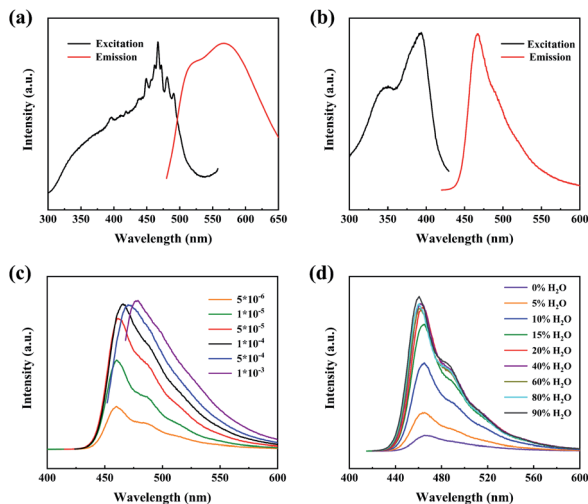 (a)
Excitation
Emission
Intensity (a.u.)
300 350 400 450 500 550 600 650
Wavelength (nm)
(b)
Excitation
Emission
Intensity (a.u.)
300 350 400 450 500 550 600
Wavelength (nm)
(c)
5*10⁻⁶
1*10⁻⁵
5*10⁻⁵
1*10⁻⁴
5*10⁻⁴
1*10⁻³
Intensity (a.u.)
400 450 500 550 600
Wavelength (nm)
(d)
0% H₂O
5% H₂O
10% H₂O
15% H₂O
20% H₂O
40% H₂O
60% H₂O
80% H₂O
90% H₂O
Intensity (a.u.)
400 440 480 520 560 600
Wavelength (nm)